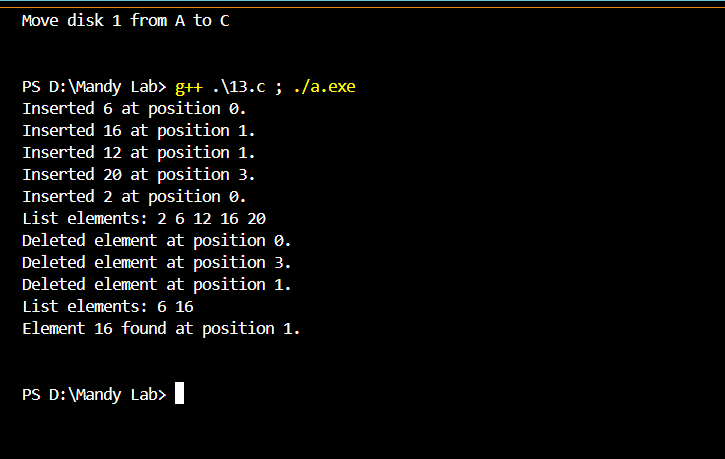 Move disk 1 from A to C
PS D:\Mandy Lab> g++ .\13.c ; ./a.exe
Inserted 6 at position 0.
Inserted 16 at position 1.
Inserted 12 at position 1.
Inserted 20 at position 3.
Inserted 2 at position 0.
List elements: 2 6 12 16 20
Deleted element at position 0.
Deleted element at position 3.
Deleted element at position 1.
List elements: 6 16
Element 16 found at position 1.
PS D:\Mandy Lab>